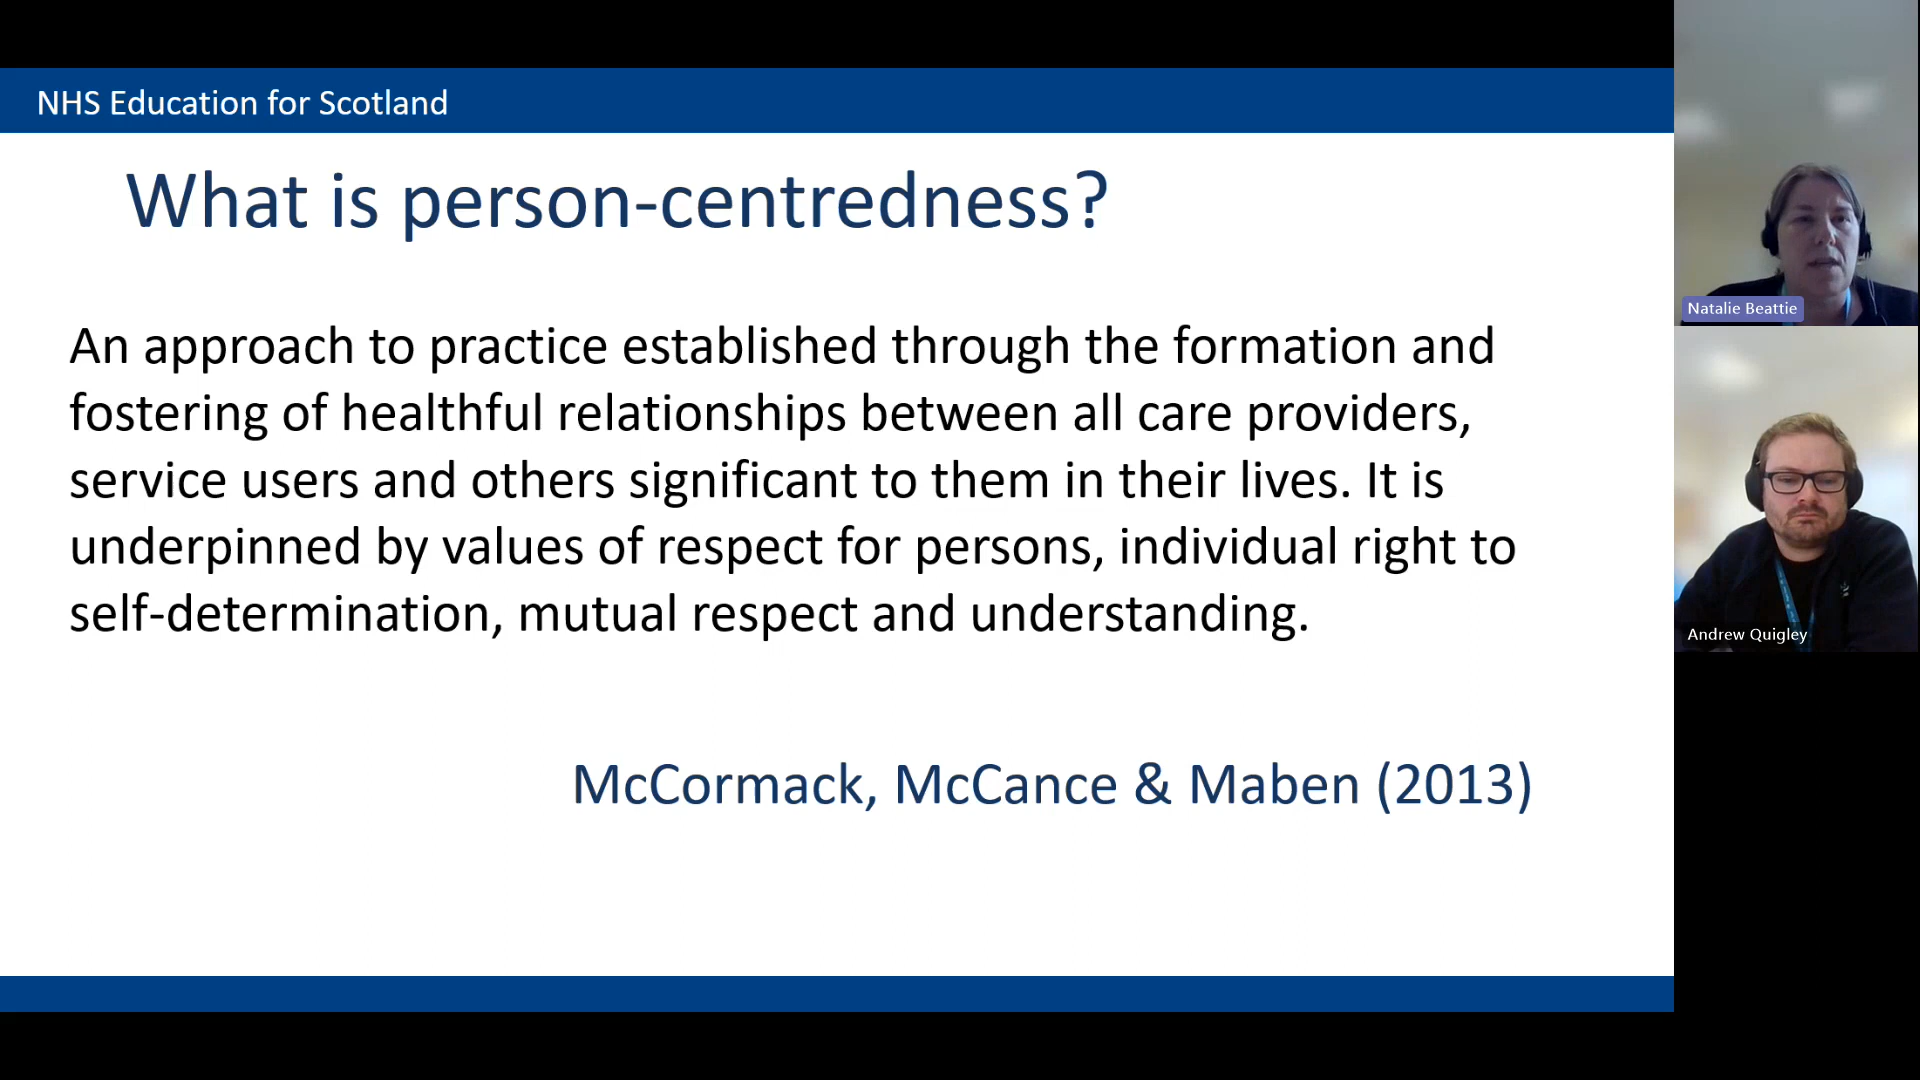 NHS Education for Scotland
What is person-centredness?
An approach to practice established through the formation and
fostering of healthful relationships between all care providers,
service users and others significant to them in their lives. It is
underpinned by values of respect for persons, individual right to
self-determination, mutual respect and understanding.
McCormack, McCance & Maben (2013)
Natalie Beattie
Andrew Quigley